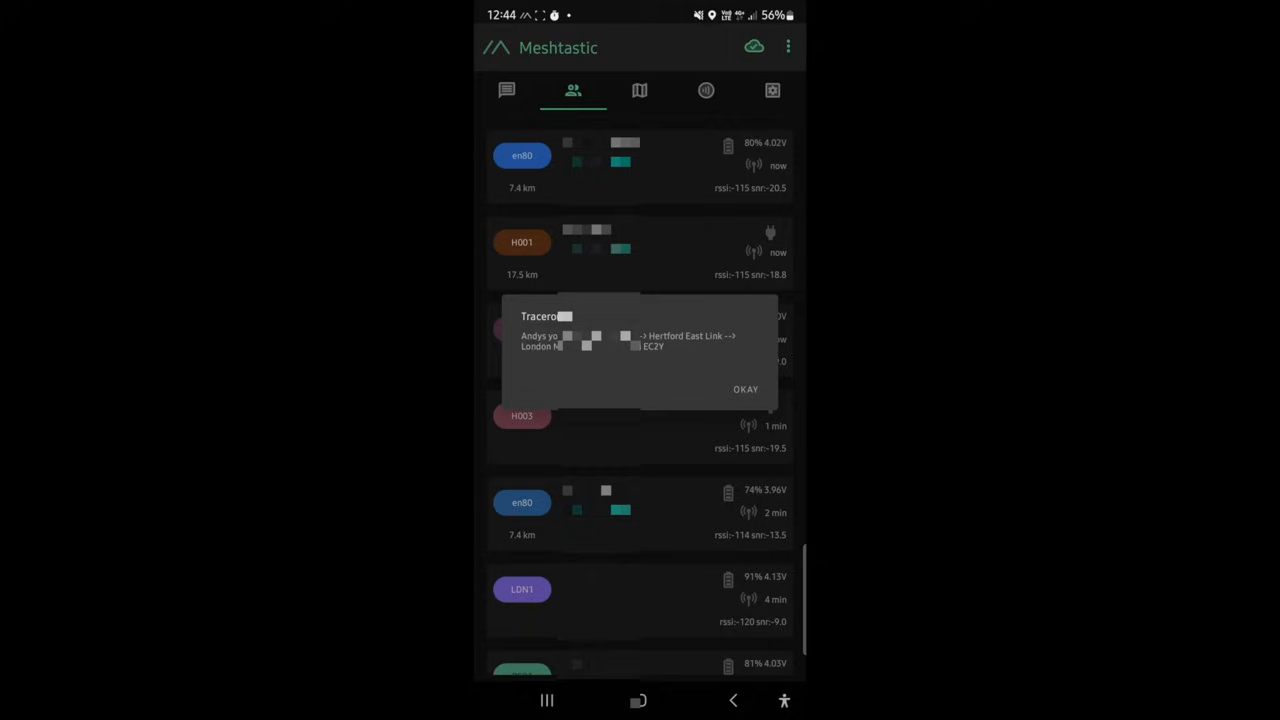 12:44
56%
Meshtastic
en80
80% 4.02V
now
7.4 km
rssi:-115 snr:-20.5
H001
now
17.5 km
rssi:-115 snr:-18.8
Andys -> Hertford East Link -->
London EC2Y
OKAY
H003
1 min
rssi:-115 snr:-19.5
en80
74% 3.96V
2 min
7.4 km
rssi:-114 snr:-13.5
LDN1
91% 4.13V
4 min
rssi:-120 snr:-9.0
81% 4.03V